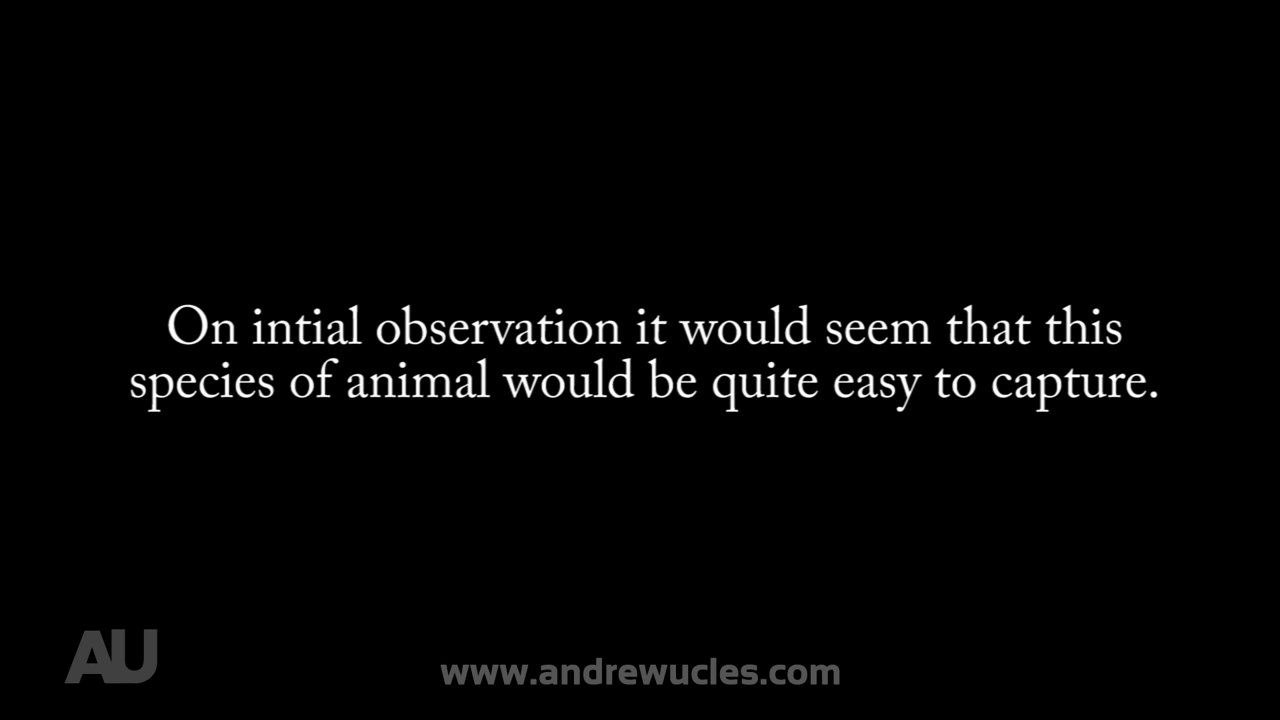 On intial observation it would seem that this
species of animal would be quite easy to capture.
AU
www.andrewucles.com